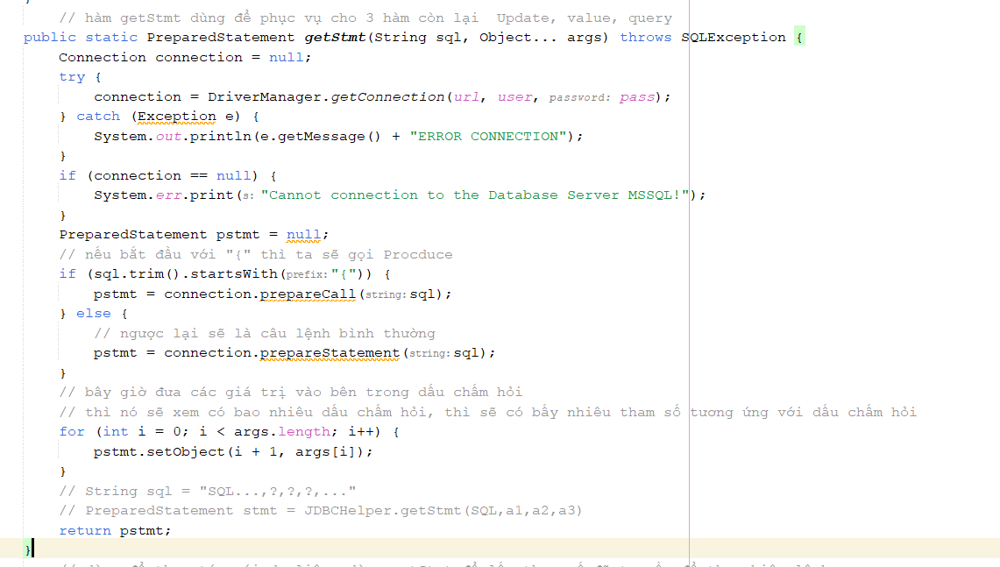 }
// hàm getStmt dùng để phục vụ cho 3 hàm còn lại  Update, value, query
public static PreparedStatement getStmt(String sql, Object... args) throws SQLException {
Connection connection = null;
try {
connection = DriverManager.getConnection(url, user, password: pass);
} catch (Exception e) {
System.out.println(e.getMessage() + "ERROR CONNECTION");
}
if (connection == null) {
System.err.print(s: "Cannot connection to the Database Server MSSQL!");
}
PreparedStatement pstmt = null;
// nếu bắt đầu với "{" thì ta sẽ gọi Procduce
if (sql.trim().startsWith(prefix: "{")) {
pstmt = connection.prepareCall(string: sql);
} else {
// ngược lại sẽ là câu lệnh bình thường
pstmt = connection.prepareStatement(string: sql);
}
// bây giờ đưa các giá trị vào bên trong dấu chấm hỏi
// thì nó sẽ xem có bao nhiêu dấu chấm hỏi, thì sẽ có bấy nhiêu tham số tương ứng với dấu chấm hỏi
for (int i = 0; i < args.length; i++) {
pstmt.setObject(i + 1, args[i]);
}
// String sql = "SQL...,?,?,?,..."
// PreparedStatement stmt = JDBCHelper.getStmt(SQL,a1,a2,a3)
return pstmt;
}